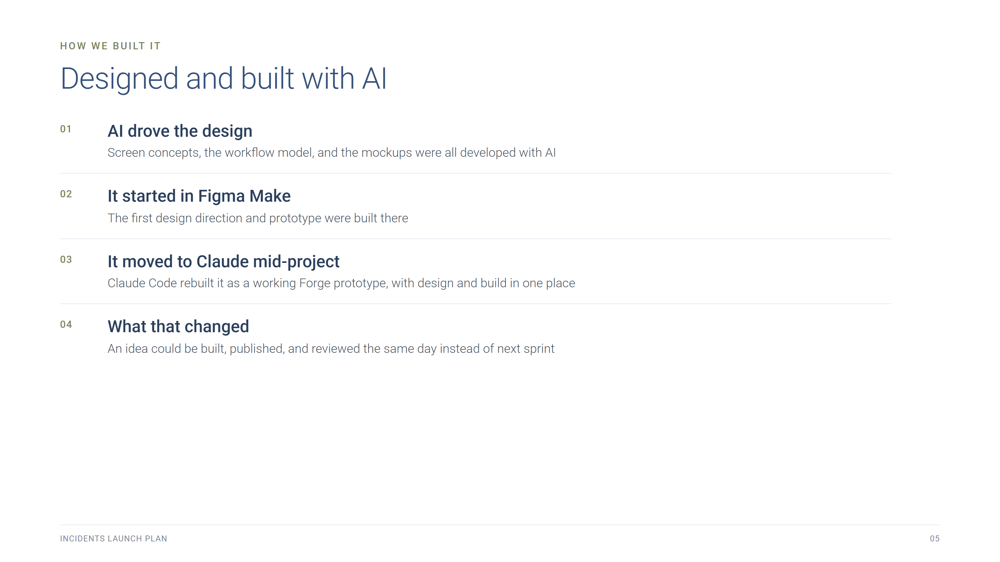 HOW WE BUILT IT
Designed and built with AI
01
AI drove the design
Screen concepts, the workflow model, and the mockups were all developed with AI
02
It started in Figma Make
The first design direction and prototype were built there
03
It moved to Claude mid-project
Claude Code rebuilt it as a working Forge prototype, with design and build in one place
04
What that changed
An idea could be built, published, and reviewed the same day instead of next sprint
INCIDENTS LAUNCH PLAN
05